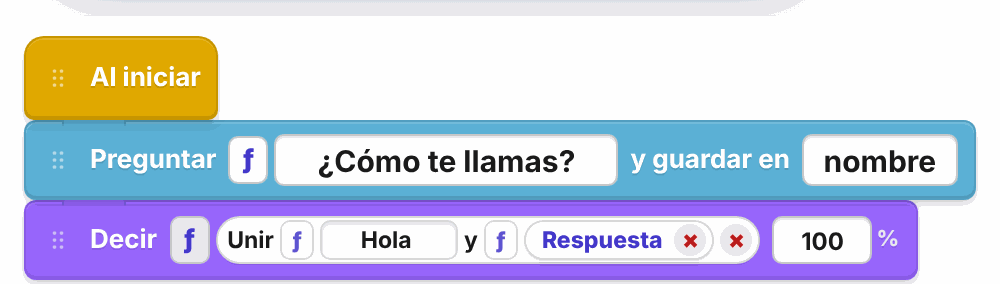 Al iniciar
Preguntar ƒ ¿Cómo te llamas? y guardar en nombre
Decir ƒ Unir ƒ Hola y ƒ Respuesta ✖ ✖ 100 %